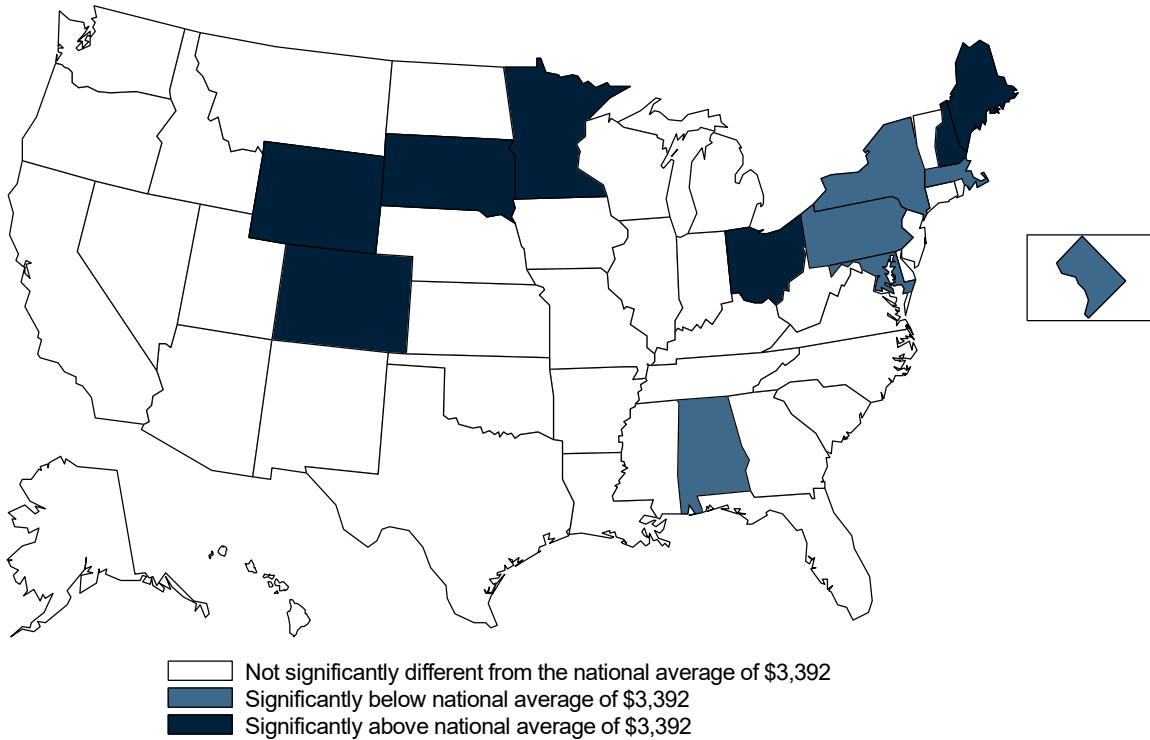 Not significantly different from the national average of $3,392
Significantly below national average of $3,392
Significantly above national average of $3,392